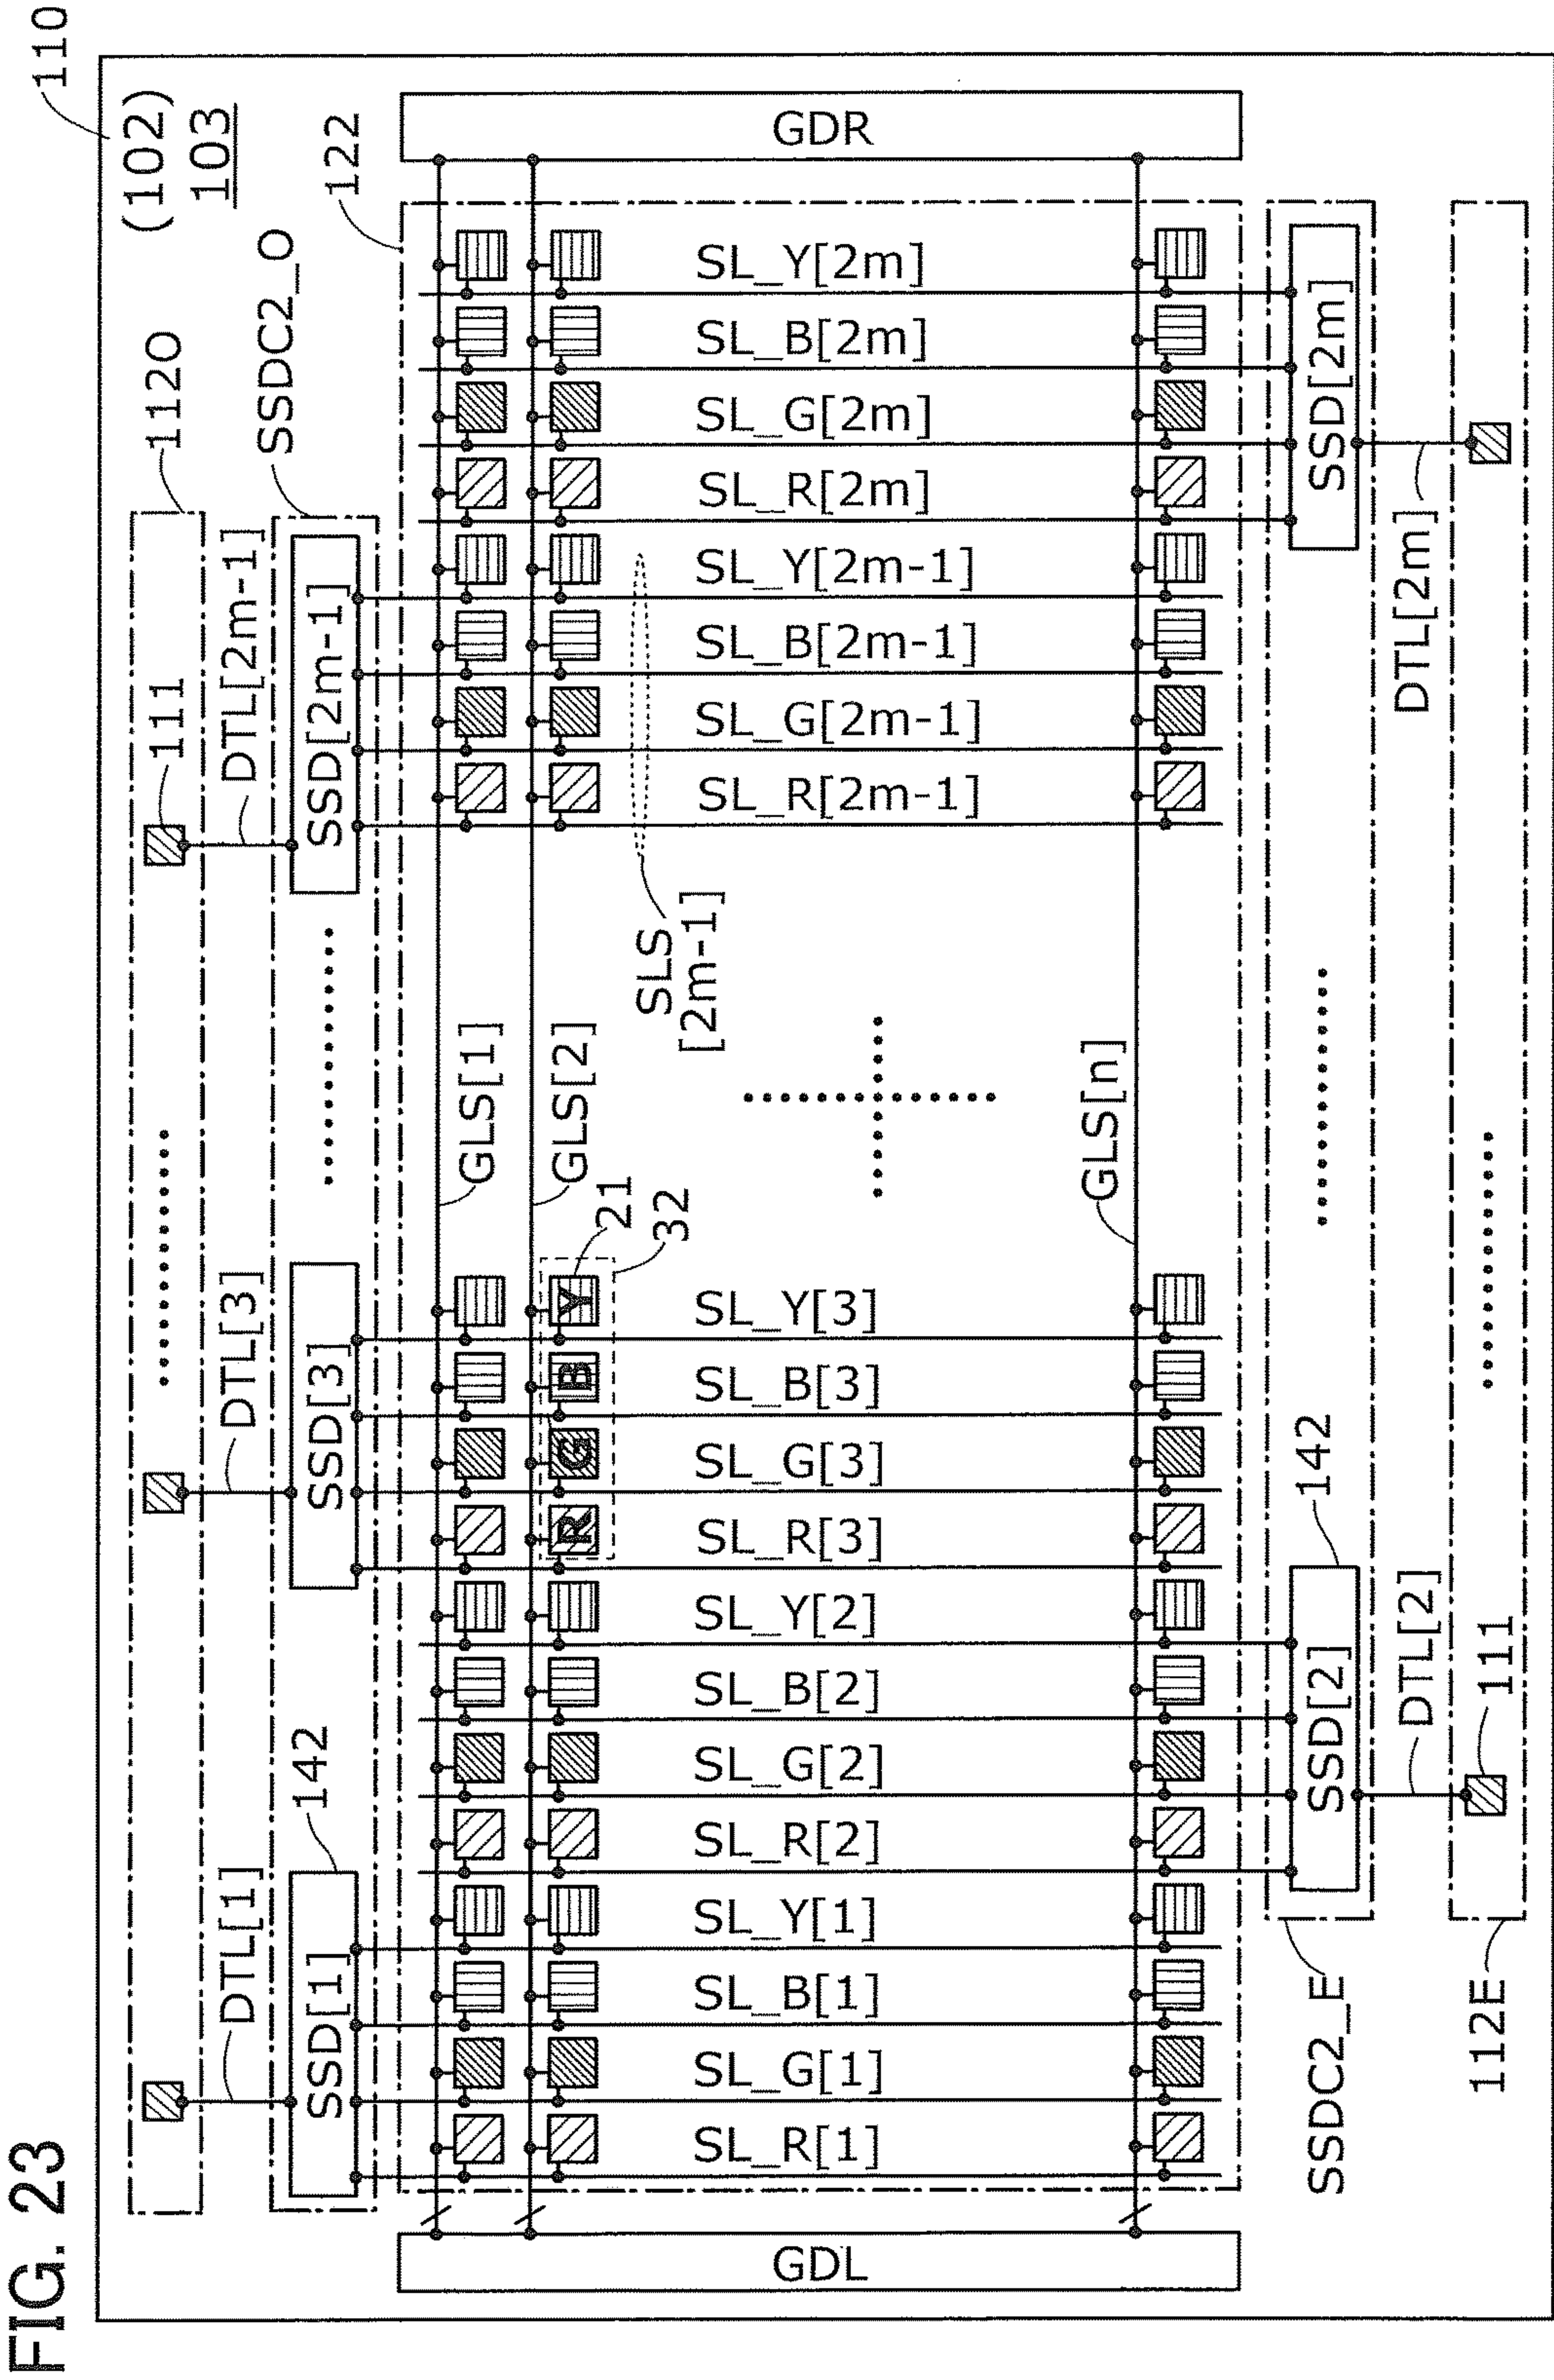 FIG. 23
110
(102)
103
112O
111
SSDC2_O
122
DTL[1]
DTL[3]
DTL[2m-1]
142
SSD[1]
SSD[3]
SSD[2m-1]
GDL
GDR
GLS[1]
GLS[2]
GLS[n]
R
G
B
Y
21
32
SLS
[2m-1]
SL_R[1]
SL_G[1]
SL_B[1]
SL_Y[1]
SL_R[2]
SL_G[2]
SL_B[2]
SL_Y[2]
SL_R[3]
SL_G[3]
SL_B[3]
SL_Y[3]
SL_R[2m-1]
SL_G[2m-1]
SL_B[2m-1]
SL_Y[2m-1]
SL_R[2m]
SL_G[2m]
SL_B[2m]
SL_Y[2m]
SSDC2_E
SSD[2]
142
SSD[2m]
DTL[2]
DTL[2m]
112E
111